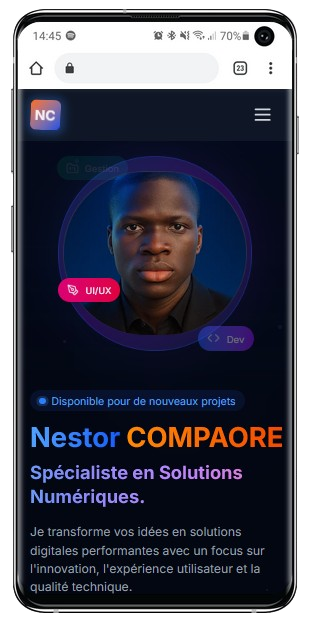 14:45
70%
23
NC
Gestion
UI/UX
Dev
Disponible pour de nouveaux projets
Nestor COMPAORE
Spécialiste en Solutions
Numériques.
Je transforme vos idées en solutions
digitales performantes avec un focus sur
l'innovation, l'expérience utilisateur et la
qualité technique.